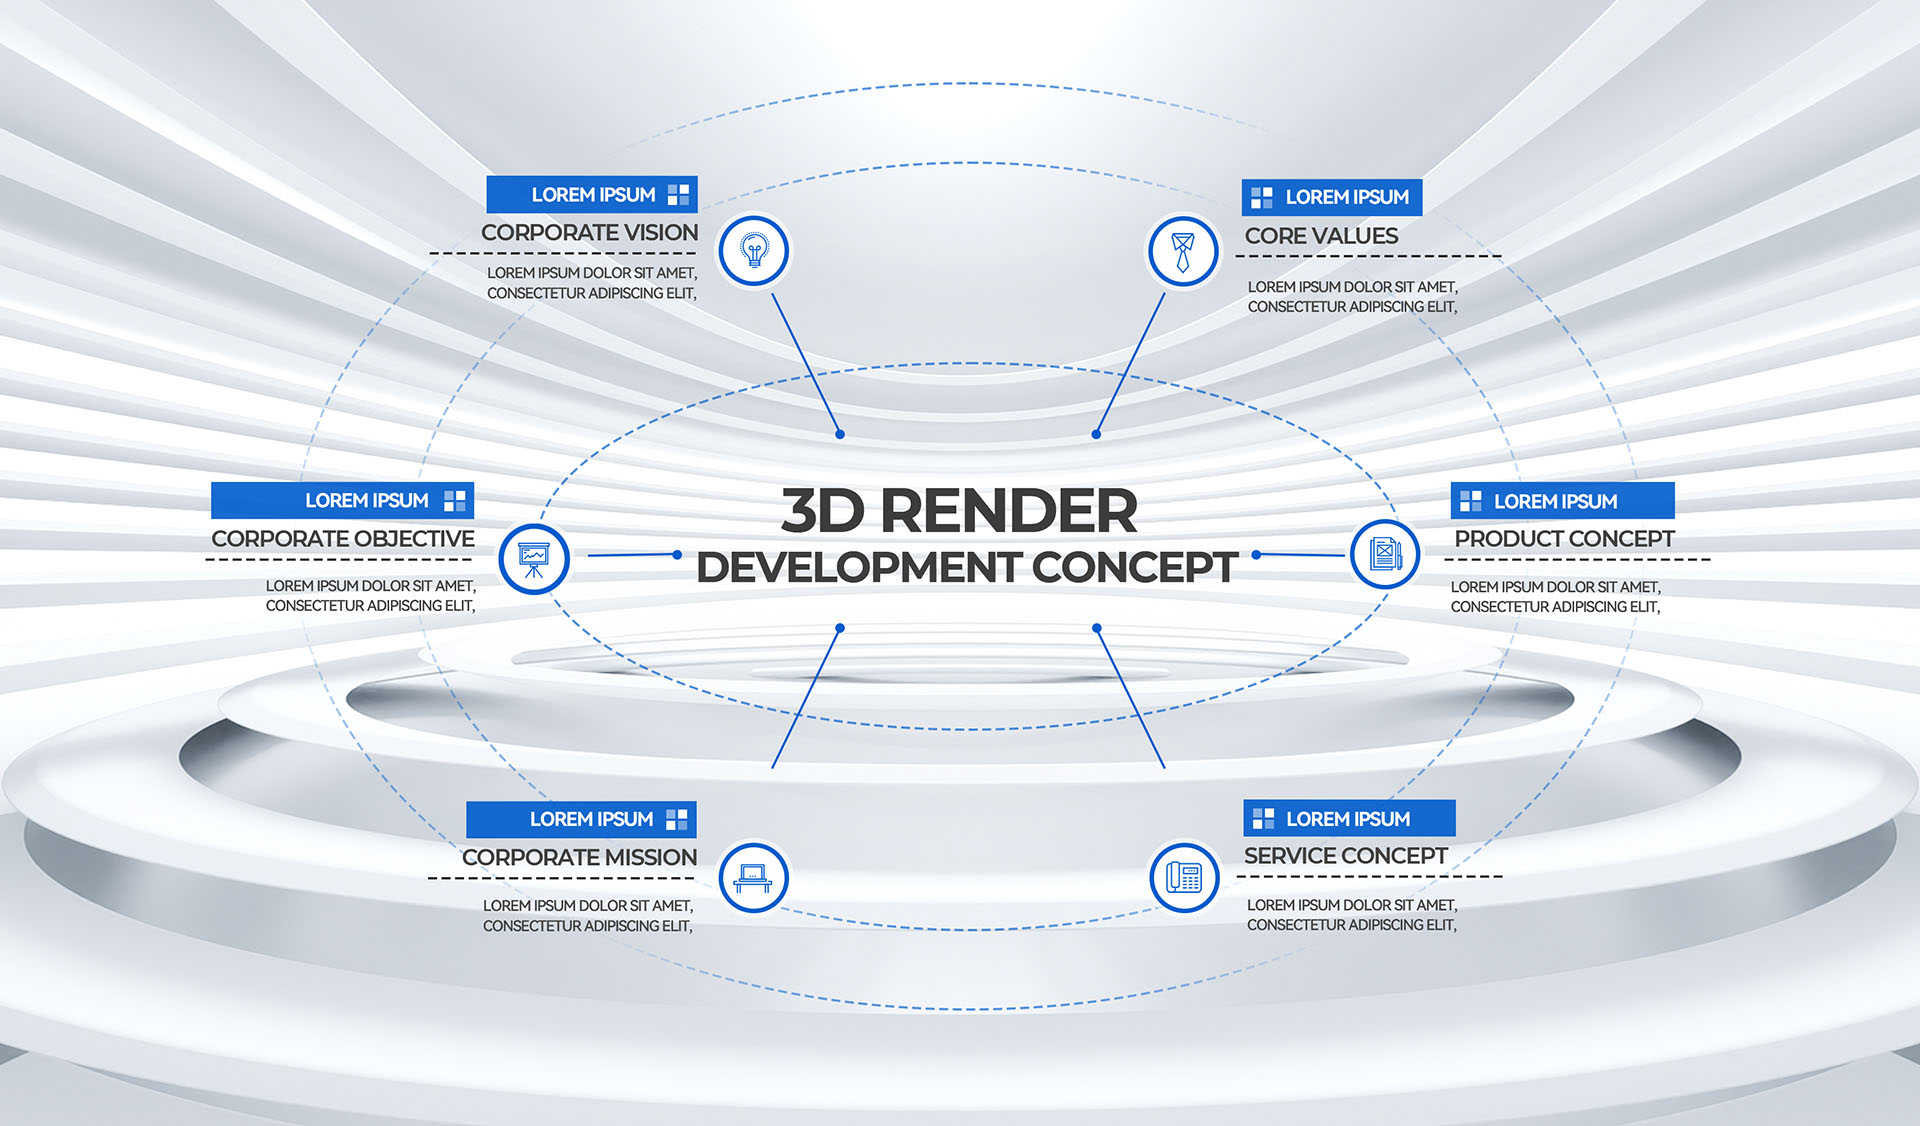 LOREM IPSUM
CORPORATE VISION
LOREM IPSUM DOLOR SIT AMET,
CONSECTETUR ADIPISCING ELIT,
LOREM IPSUM
CORE VALUES
LOREM IPSUM DOLOR SIT AMET,
CONSECTETUR ADIPISCING ELIT,
LOREM IPSUM
CORPORATE OBJECTIVE
LOREM IPSUM DOLOR SIT AMET,
CONSECTETUR ADIPISCING ELIT,
3D RENDER
DEVELOPMENT CONCEPT
LOREM IPSUM
PRODUCT CONCEPT
LOREM IPSUM DOLOR SIT AMET,
CONSECTETUR ADIPISCING ELIT,
LOREM IPSUM
CORPORATE MISSION
LOREM IPSUM DOLOR SIT AMET,
CONSECTETUR ADIPISCING ELIT,
LOREM IPSUM
SERVICE CONCEPT
LOREM IPSUM DOLOR SIT AMET,
CONSECTETUR ADIPISCING ELIT,